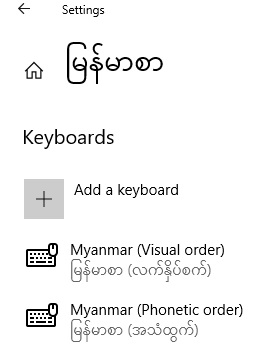 Settings
မြန်မာစာ
Keyboards
Add a keyboard
Myanmar (Visual order)
မြန်မာစာ (လက်နှိပ်စက်)
Myanmar (Phonetic order)
မြန်မာစာ (အသံထွက်)